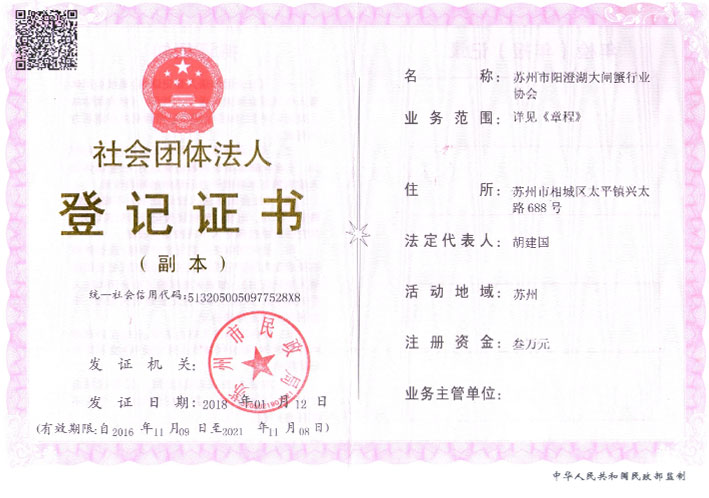 社会团体法人
登记证书
(副本)
统一社会信用代码:5132050050977528X8
发证机关:
苏州市民政局
发证日期:2018 年01 月 12 日
(有效期限:自2016 年11月09 日至2021 年11月08日)
名称: 苏州市阳澄湖大闸蟹行业
协会
业务范围: 详见《章程》
住所: 苏州市相城区太平镇兴太
路688号
法定代表人: 胡建国
活动地域: 苏州
注册资金: 叁万元
业务主管单位:
中华人民共和国民政部监制